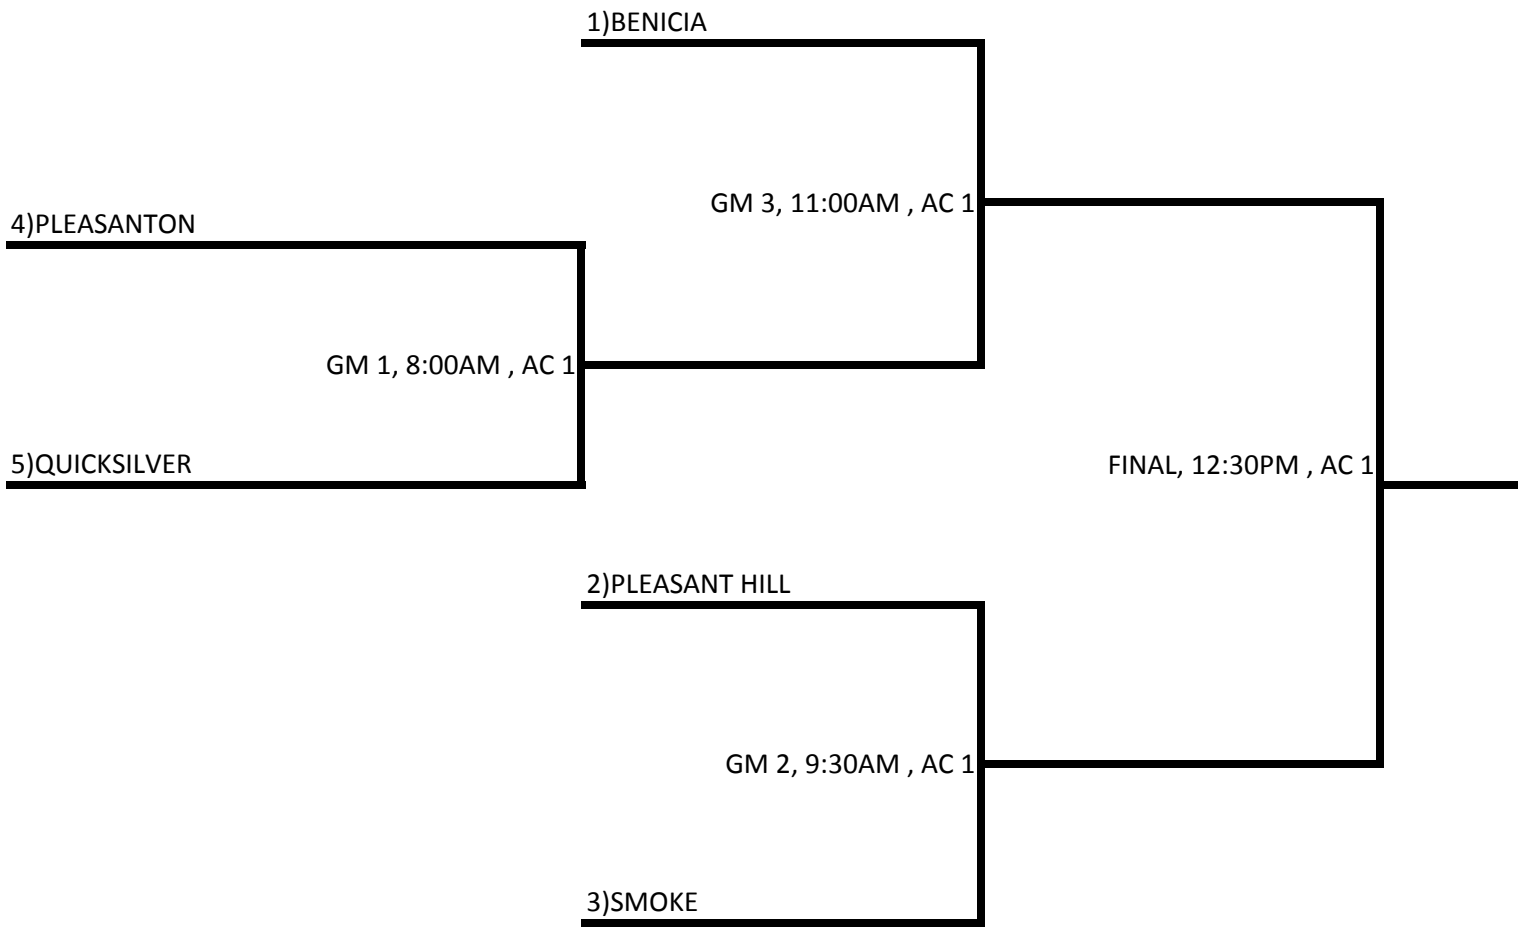 1)BENICIA
GM 3, 11:00AM , AC 1
4)PLEASANTON
GM 1, 8:00AM , AC 1
5)QUICKSILVER
FINAL, 12:30PM , AC 1
2)PLEASANT HILL
GM 2, 9:30AM , AC 1
3)SMOKE